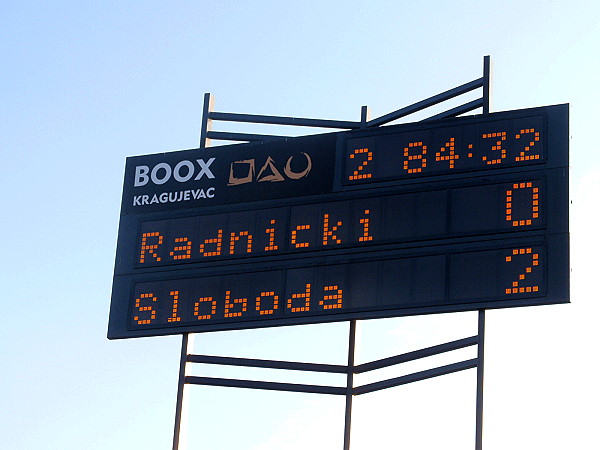 BOOX
KRAGUJEVAC
2 84:32
Radnicki 0
Sloboda 2